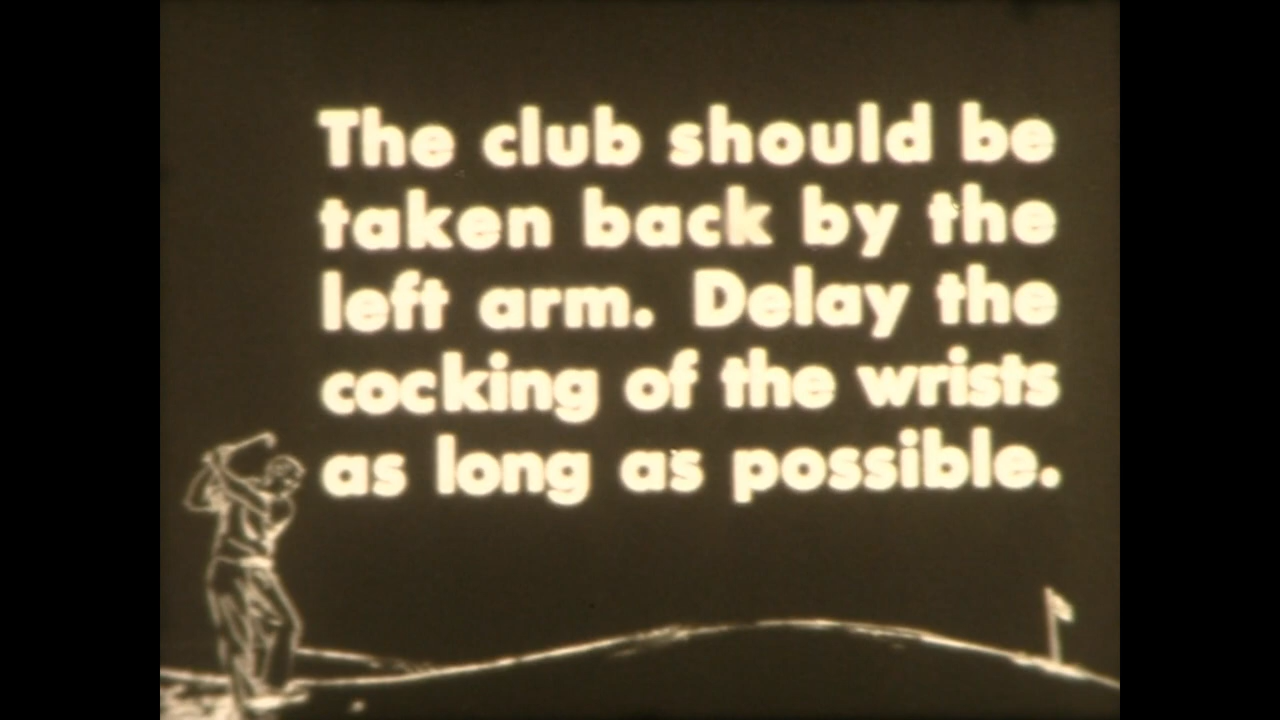 The club should be
taken back by the
left arm. Delay the
cocking of the wrists
as long as possible.